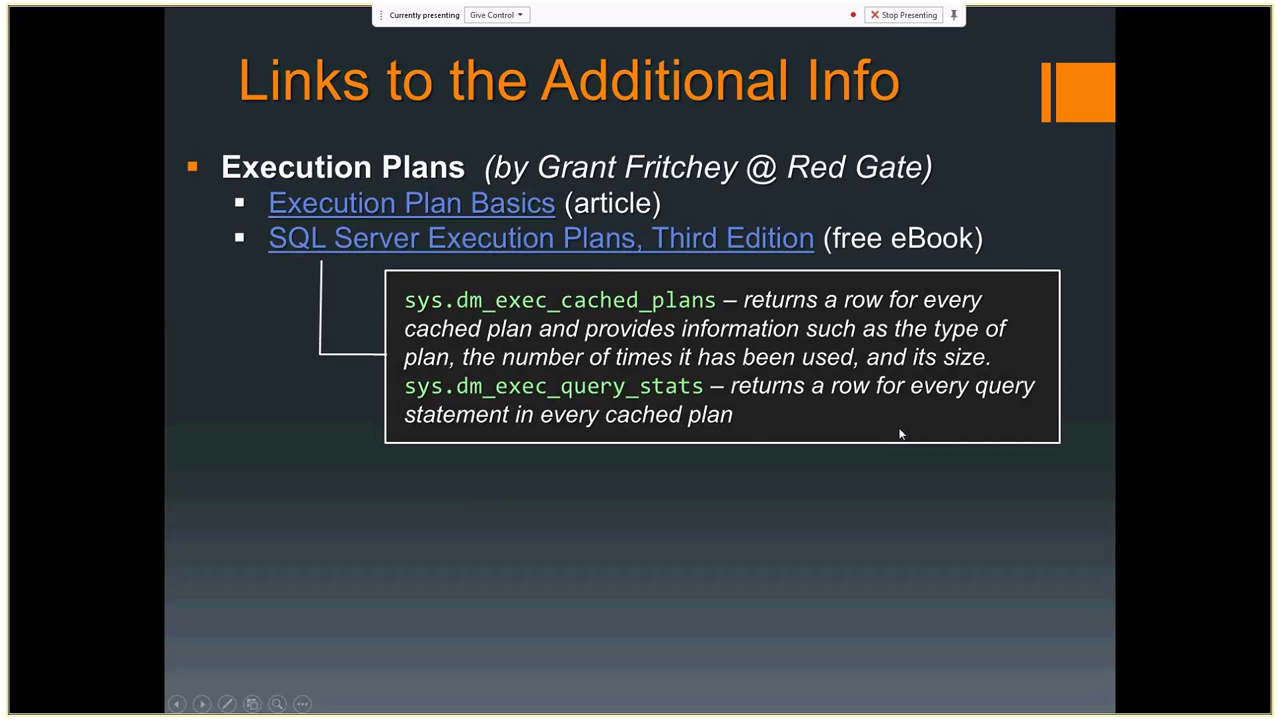 Currently presenting Give Control Stop Presenting
Links to the Additional Info
Execution Plans (by Grant Fritchey @ Red Gate)
Execution Plan Basics (article)
SQL Server Execution Plans, Third Edition (free eBook)
sys.dm_exec_cached_plans – returns a row for every
cached plan and provides information such as the type of
plan, the number of times it has been used, and its size.
sys.dm_exec_query_stats – returns a row for every query
statement in every cached plan